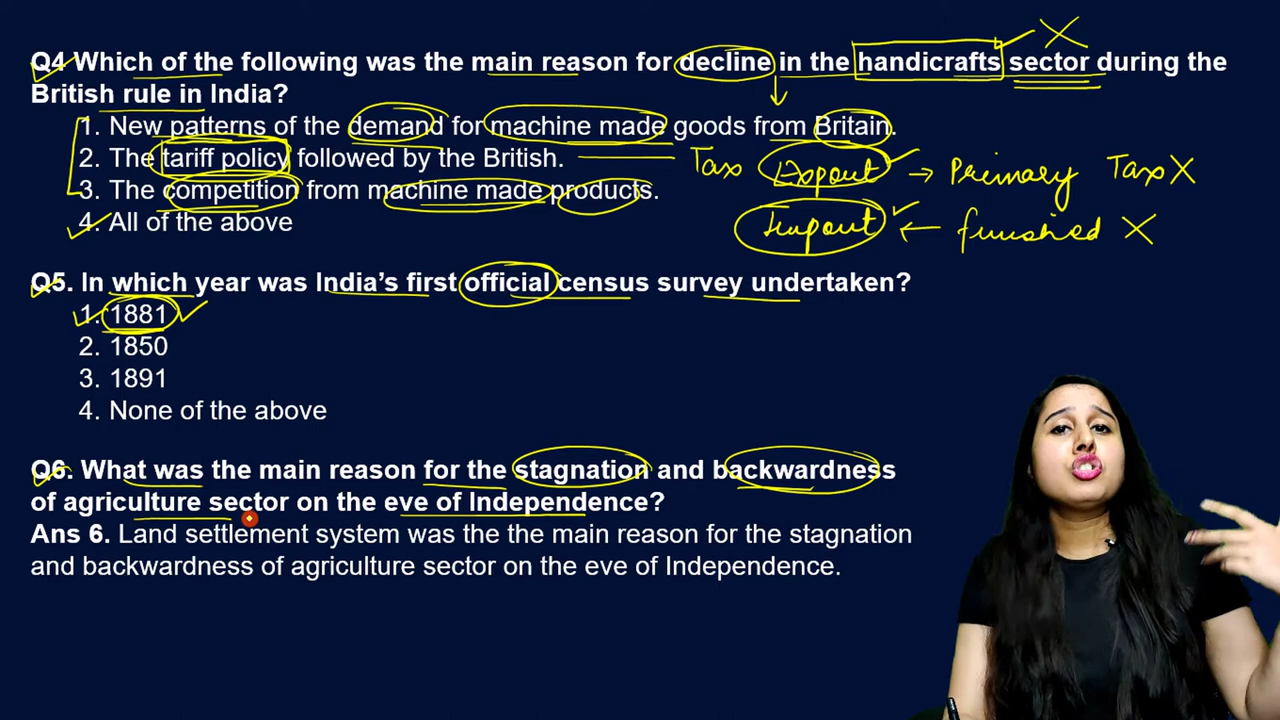 Q4 Which of the following was the main reason for decline in the handicrafts sector during the
British rule in India?
1. New patterns of the demand for machine made goods from Britain.
2. The tariff policy followed by the British.
Tax Export → Primary Tax X
3. The competition from machine made products.
4. All of the above
Import ← finished X
Q5. In which year was India's first official census survey undertaken?
1. 1881
2. 1850
3. 1891
4. None of the above
Q6. What was the main reason for the stagnation and backwardness
of agriculture sector on the eve of Independence?
Ans 6. Land settlement system was the the main reason for the stagnation
and backwardness of agriculture sector on the eve of Independence.